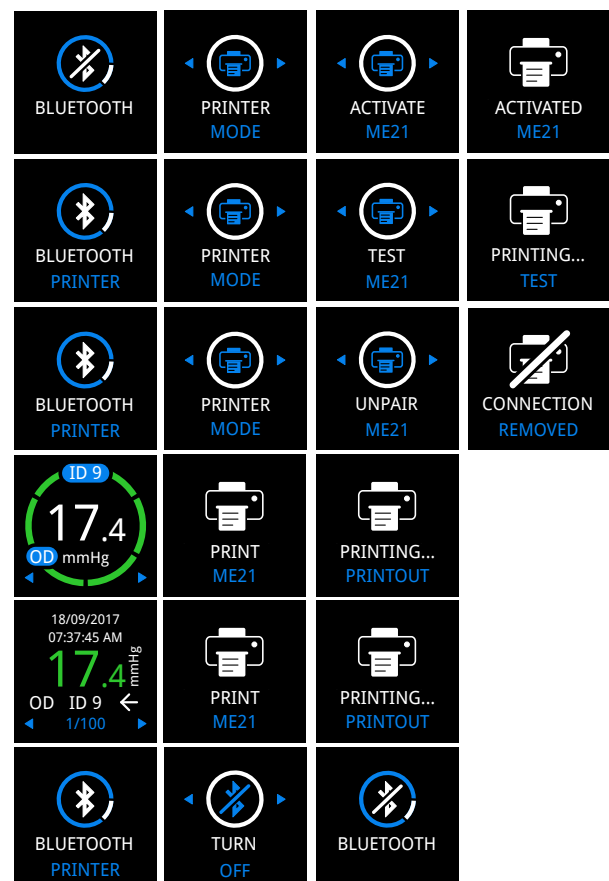 BLUETOOTH
PRINTER
MODE
ACTIVATE
ME21
ACTIVATED
ME21
BLUETOOTH
PRINTER
PRINTER
MODE
TEST
ME21
PRINTING...
TEST
BLUETOOTH
PRINTER
PRINTER
MODE
UNPAIR
ME21
CONNECTION
REMOVED
ID 9
17.4
OD mmHg
PRINT
ME21
PRINTING...
PRINTOUT
18/09/2017
07:37:45 AM
17.4 mmHg
OD ID 9
1/100
PRINT
ME21
PRINTING...
PRINTOUT
BLUETOOTH
PRINTER
TURN
OFF
BLUETOOTH